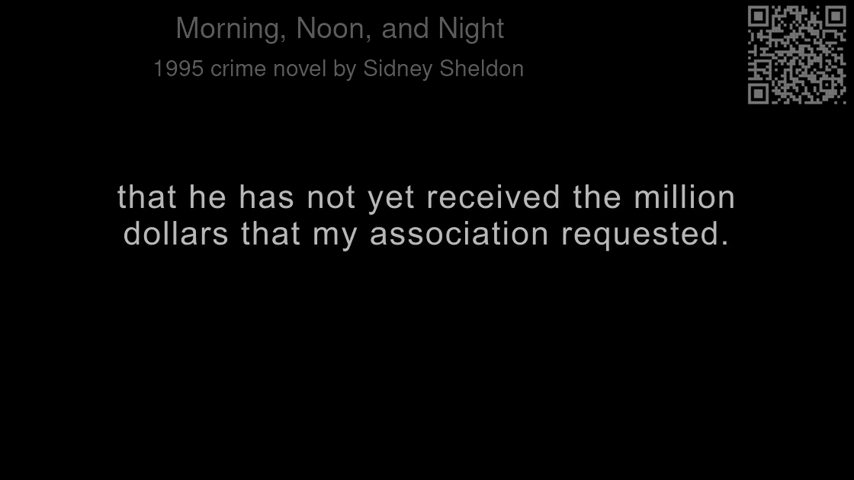 Morning, Noon, and Night
1995 crime novel by Sidney Sheldon
that he has not yet received the million
dollars that my association requested.